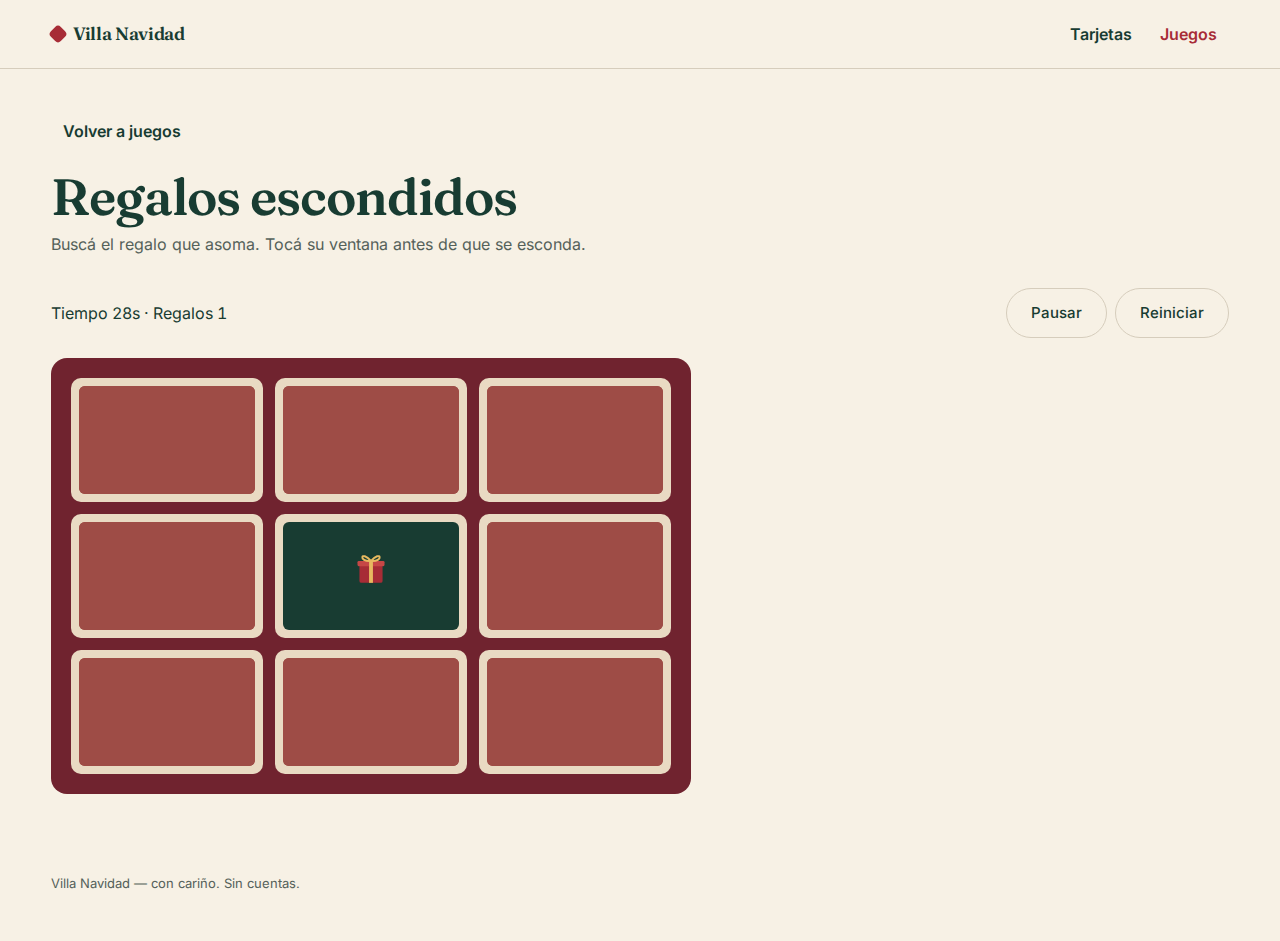 Villa Navidad
Tarjetas Juegos
Volver a juegos
Regalos escondidos
Buscá el regalo que asoma. Tocá su ventana antes de que se esconda.
Tiempo 28s · Regalos 1
Pausar Reiniciar
Villa Navidad — con cariño. Sin cuentas.